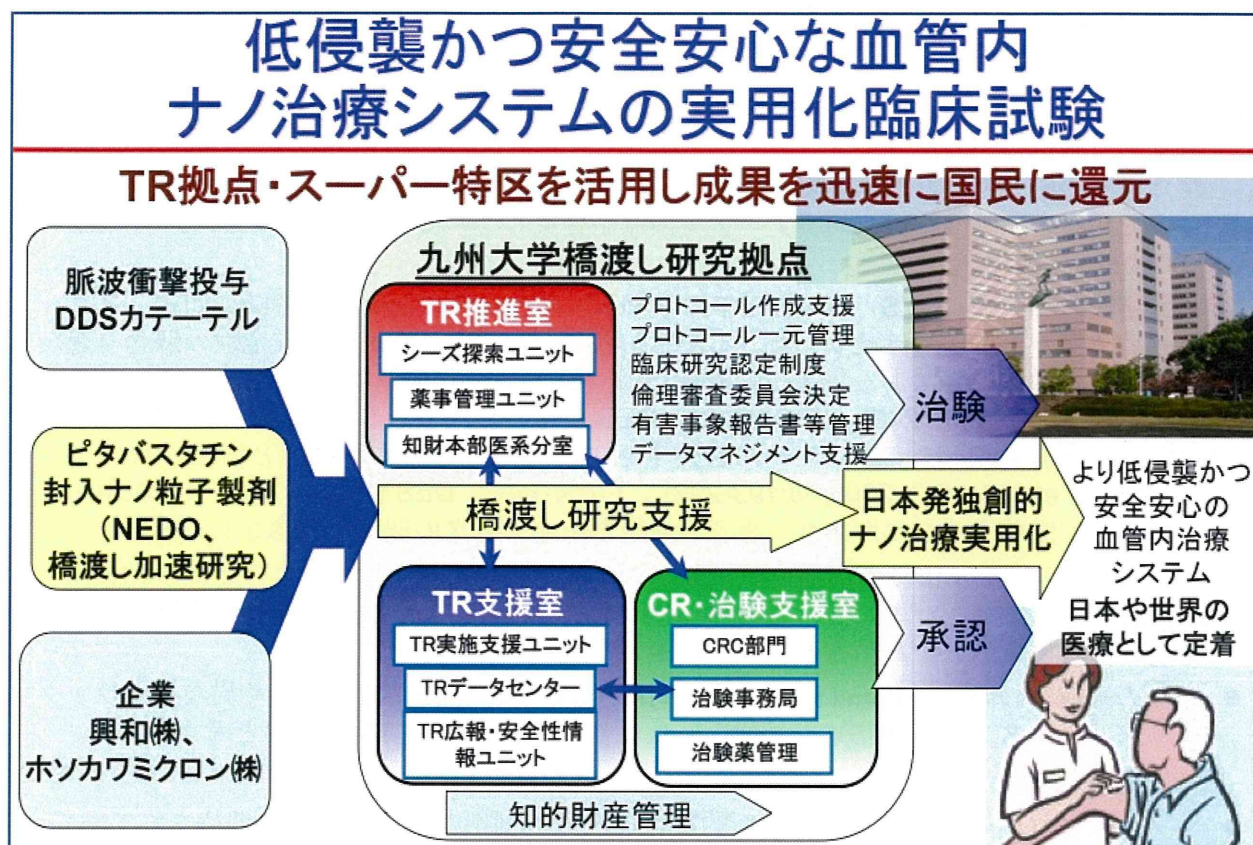 低侵襲かつ安全安心な血管内
ナノ治療システムの実用化臨床試験
TR拠点・スーパー特区を活用し成果を迅速に国民に還元
脈波衝撃投与
DDSカテーテル
ピタバスタチン
封入ナノ粒子製剤
(NEDO、
橋渡し加速研究)
企業
興和㈱、
ホソカワミクロン㈱
九州大学橋渡し研究拠点
TR推進室
シーズ探索ユニット
薬事管理ユニット
知財本部医系分室
プロトコール作成支援
プロトコール一元管理
臨床研究認定制度
倫理審査委員会決定
有害事象報告書等管理
データマネジメント支援
橋渡し研究支援
TR支援室
TR実施支援ユニット
TRデータセンター
TR広報・安全性情
報ユニット
CR・治験支援室
CRC部門
治験事務局
治験薬管理
知的財産管理
治験
日本発独創的
ナノ治療実用化
承認
より低侵襲かつ
安全安心の
血管内治療
システム
日本や世界の
医療として定着